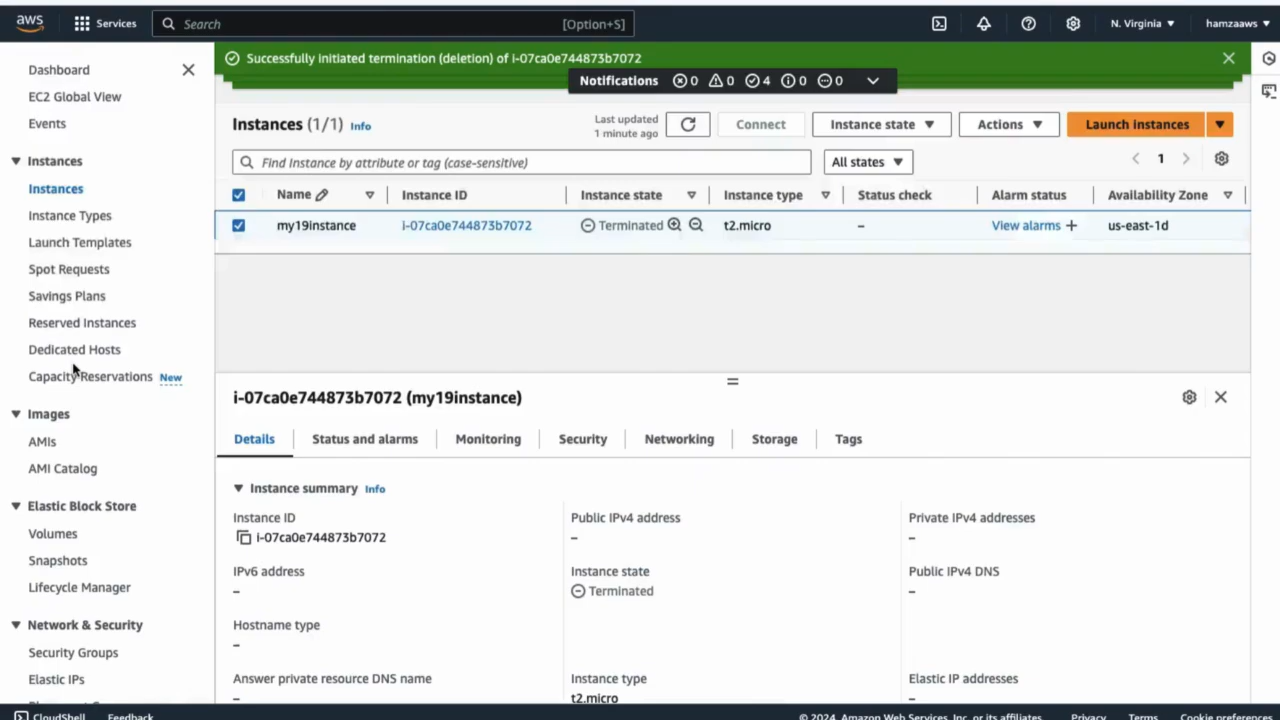 aws Services Search [Option+S] N. Virginia hamzaaws
Dashboard
EC2 Global View
Events
Instances
Instances
Instance Types
Launch Templates
Spot Requests
Savings Plans
Reserved Instances
Dedicated Hosts
Capacity Reservations New
Images
AMIs
AMI Catalog
Elastic Block Store
Volumes
Snapshots
Lifecycle Manager
Network & Security
Security Groups
Elastic IPs
Successfully initiated termination (deletion) of i-07ca0e744873b7072
Notifications 0 0 4 0 0
Instances (1/1) Info
Last updated
1 minute ago
Connect Instance state Actions Launch instances
Find Instance by attribute or tag (case-sensitive) All states 1
Name Instance ID Instance state Instance type Status check Alarm status Availability Zone
my19instance i-07ca0e744873b7072 Terminated t2.micro – View alarms + us-east-1d
i-07ca0e744873b7072 (my19instance)
Details Status and alarms Monitoring Security Networking Storage Tags
Instance summary Info
Instance ID
i-07ca0e744873b7072
Public IPv4 address
–
Private IPv4 addresses
–
IPv6 address
–
Instance state
Terminated
Public IPv4 DNS
–
Hostname type
–
Answer private resource DNS name
–
Instance type
t2.micro
Elastic IP addresses
–
CloudShell Feedback © 2024, Amazon Web Services, Inc. or its affiliates. Privacy Terms Cookie preferences